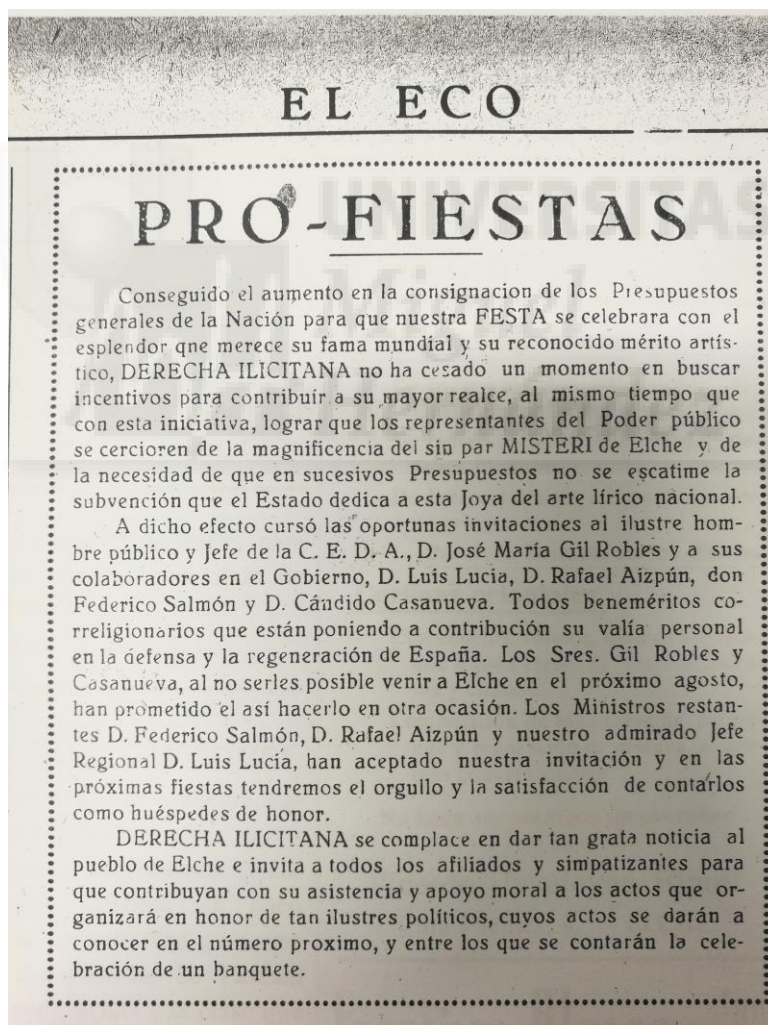 EL ECO
PRO-FIESTAS
Conseguido el aumento en la consignacion de los Presupuestos
generales de la Nación para que nuestra FESTA se celebrara con el
esplendor qne merece su fama mundial y su reconocido mérito artís-
tico, DERECHA ILICITANA no ha cesado un momento en buscar
incentivos para contribuír a su mayor realce, al mismo tiempo que
con esta iniciativa, lograr que los representantes del Poder público
se cercioren de la magnificencia del sin par MISTERI de Elche y de
la necesidad de que en sucesivos Presupuestos no se escatime la
subvención que el Estado dedica a esta Joya del arte lírico nacional.
A dicho efecto cursó las oportunas invitaciones al ilustre hom-
bre público y Jefe de la C. E. D. A., D. José María Gil Robles y a sus
colaboradores en el Gobierno, D. Luis Lucia, D. Rafael Aizpún, don
Federico Salmón y D. Cándido Casanueva. Todos beneméritos co-
rreligionarios que están poniendo a contribución su valía personal
en la defensa y la regeneración de España. Los Sres. Gil Robles y
Casanueva, al no serles posible venir a Elche en el próximo agosto,
han prometido el así hacerlo en otra ocasión. Los Ministros restan-
tes D. Federico Salmón, D. Rafael Aizpún y nuestro admirado Jefe
Regional D. Luis Lucía, han aceptado nuestra invitación y en las
próximas fiestas tendremos el orgullo y la satisfacción de contarlos
como huéspedes de honor.
DERECHA ILICITANA se complace en dar tan grata noticia al
pueblo de Elche e invita a todos los afiliados y simpatizantes para
que contribuyan con su asistencia y apoyo moral a los actos que or-
ganizará en honor de tan ilustres políticos, cuyos actos se darán a
conocer en el número proximo, y entre los que se contarán la cele-
bración de un banquete.